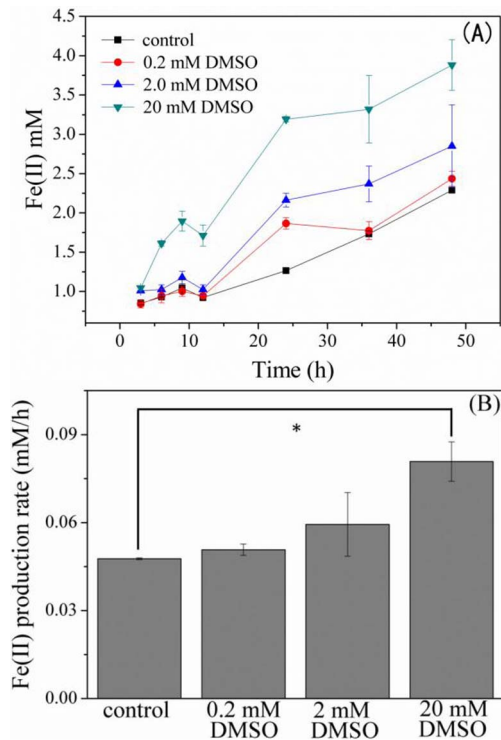 (A)
control
0.2 mM DMSO
2.0 mM DMSO
20 mM DMSO
Fe(II) mM
4.5
4.0
3.5
3.0
2.5
2.0
1.5
1.0
0 10 20 30 40 50
Time (h)
(B)
*
Fe(II) production rate (mM/h)
0.09
0.06
0.03
0.00
control 0.2 mM 2 mM 20 mM
DMSO DMSO DMSO